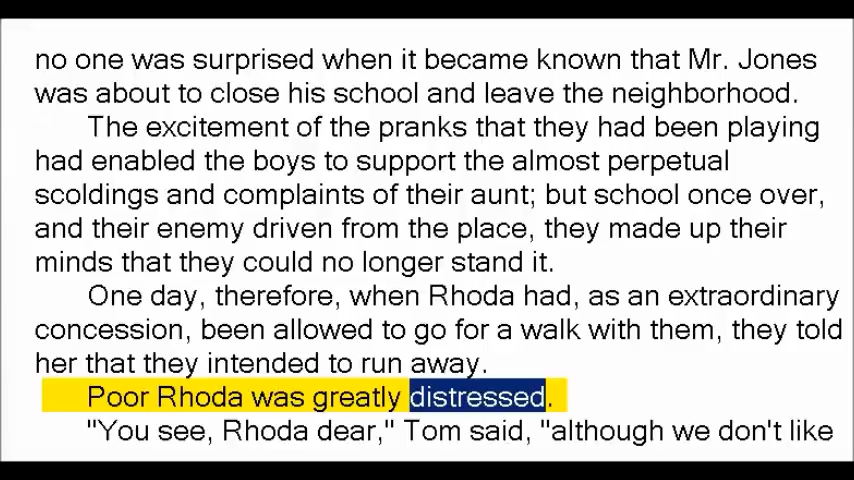 no one was surprised when it became known that Mr. Jones
was about to close his school and leave the neighborhood.
The excitement of the pranks that they had been playing
had enabled the boys to support the almost perpetual
scoldings and complaints of their aunt; but school once over,
and their enemy driven from the place, they made up their
minds that they could no longer stand it.
One day, therefore, when Rhoda had, as an extraordinary
concession, been allowed to go for a walk with them, they told
her that they intended to run away.
Poor Rhoda was greatly distressed.
"You see, Rhoda dear," Tom said, "although we don't like